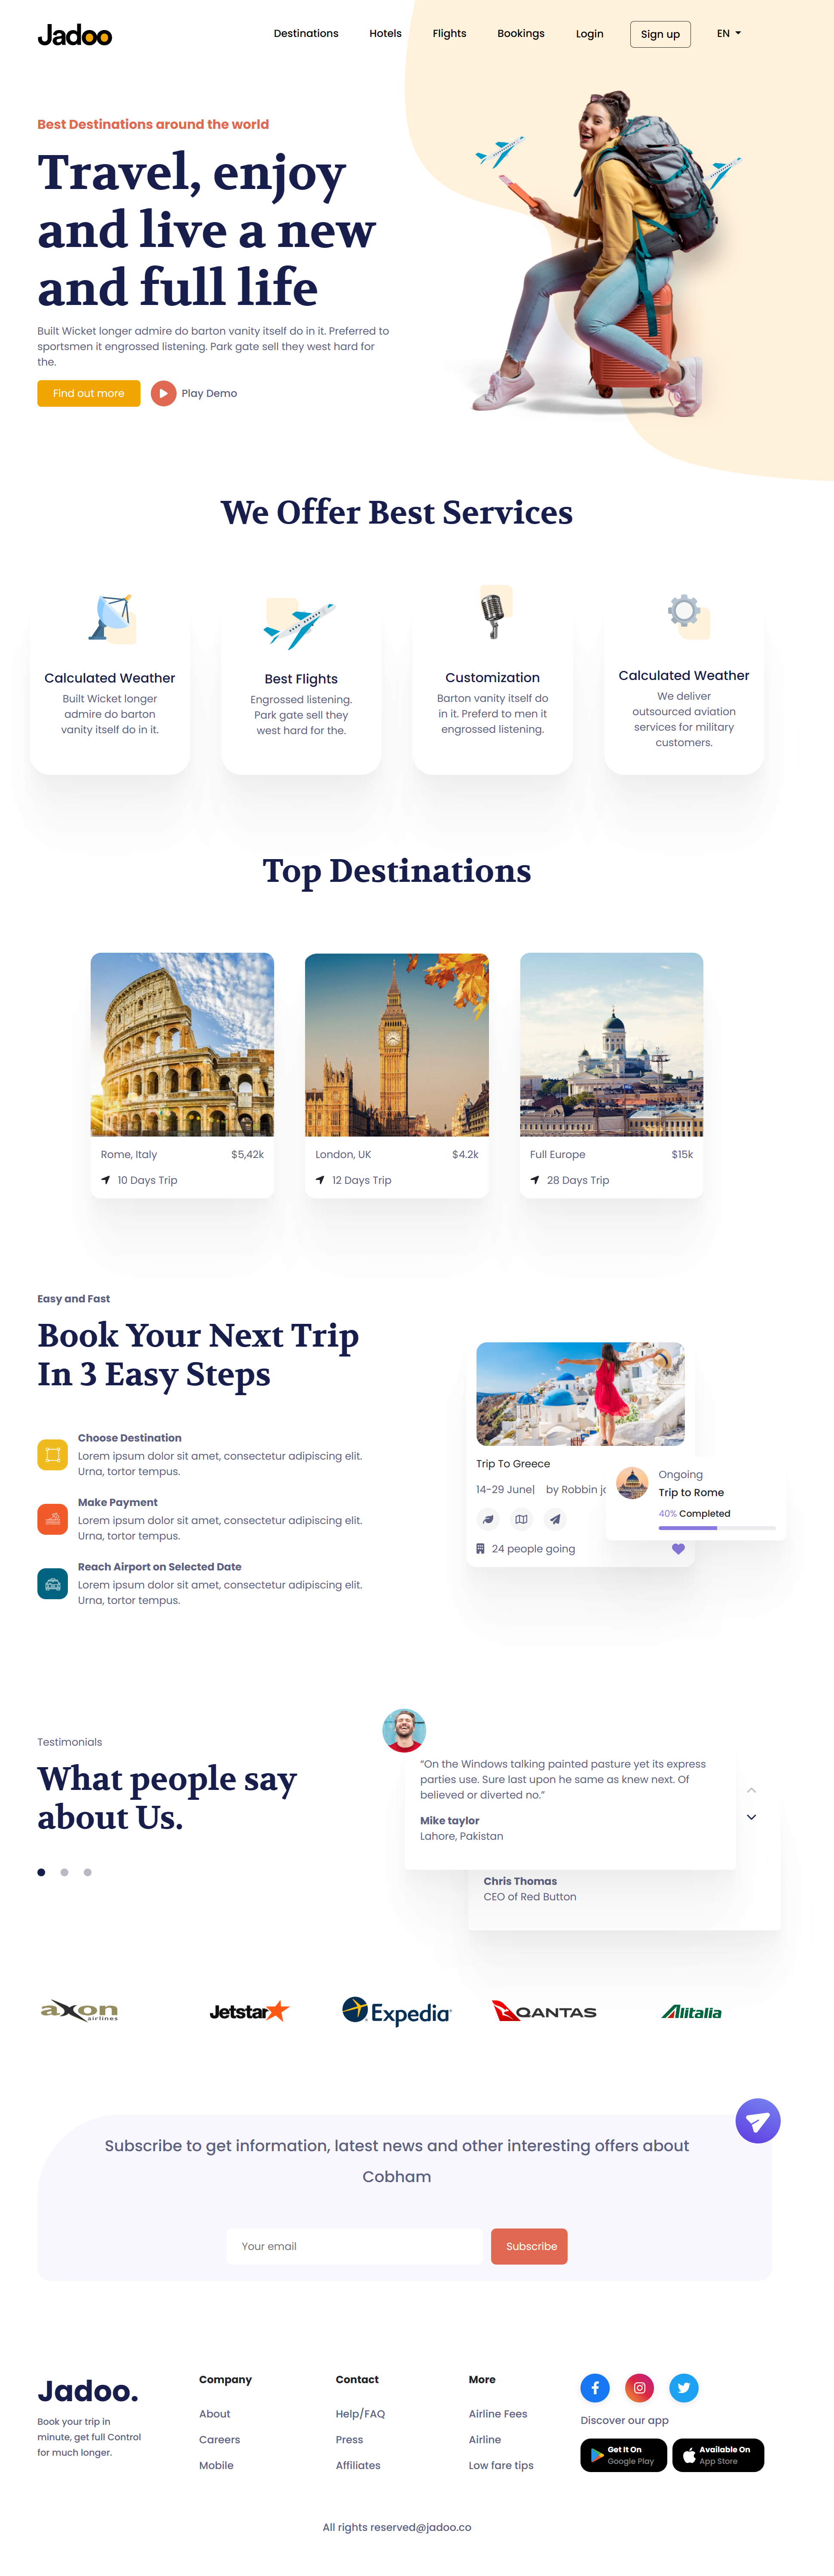 Jadoo
Destinations
Hotels
Flights
Bookings
Login
Sign up
EN
Best Destinations around the world
Travel, enjoy
and live a new
and full life
Built Wicket longer admire do barton vanity itself do in it. Preferred to
sportsmen it engrossed listening. Park gate sell they west hard for
the.
Find out more
Play Demo
We Offer Best Services
Calculated Weather
Built Wicket longer
admire do barton
vanity itself do in it.
Best Flights
Engrossed listening.
Park gate sell they
west hard for the.
Customization
Barton vanity itself do
in it. Preferd to men it
engrossed listening.
Calculated Weather
We deliver
outsourced aviation
services for military
customers.
Top Destinations
Rome, Italy
$5,42k
10 Days Trip
London, UK
$4.2k
12 Days Trip
Full Europe
$15k
28 Days Trip
Easy and Fast
Book Your Next Trip
In 3 Easy Steps
Choose Destination
Lorem ipsum dolor sit amet, consectetur adipiscing elit.
Urna, tortor tempus.
Make Payment
Lorem ipsum dolor sit amet, consectetur adipiscing elit.
Urna, tortor tempus.
Reach Airport on Selected Date
Lorem ipsum dolor sit amet, consectetur adipiscing elit.
Urna, tortor tempus.
Trip To Greece
14-29 June| by Robbin jo
24 people going
Ongoing
Trip to Rome
40% Completed
Testimonials
What people say
about Us.
“On the Windows talking painted pasture yet its express
parties use. Sure last upon he same as knew next. Of
believed or diverted no.”
Mike taylor
Lahore, Pakistan
Chris Thomas
CEO of Red Button
axon
airlines
Jetstar
Expedia
QANTAS
Alitalia
Subscribe to get information, latest news and other interesting offers about
Cobham
Your email
Subscribe
Jadoo.
Book your trip in
minute, get full Control
for much longer.
Company
About
Careers
Mobile
Contact
Help/FAQ
Press
Affiliates
More
Airline Fees
Airline
Low fare tips
Discover our app
Get It On
Google Play
Available On
App Store
All rights reserved@jadoo.co